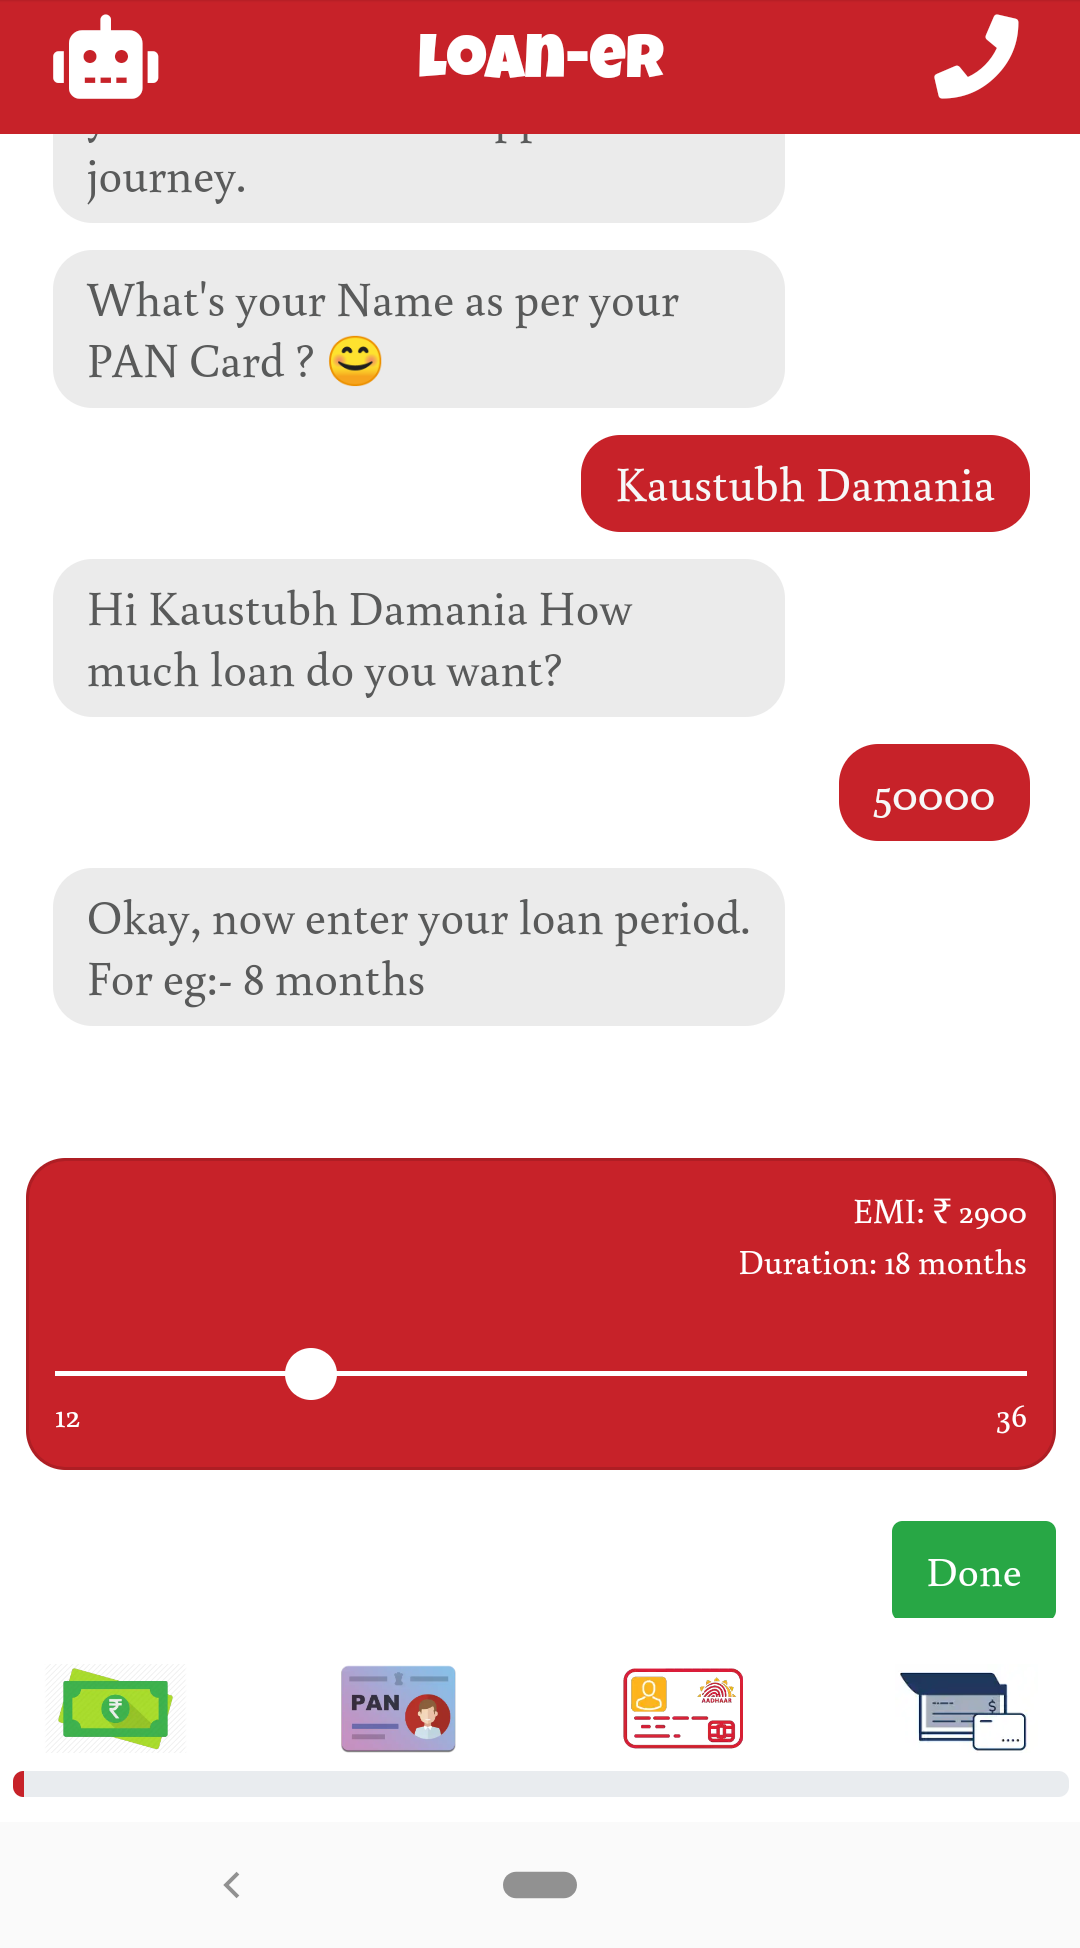 LOAN-eR
journey.
What's your Name as per your
PAN Card ? 😊
Kaustubh Damania
Hi Kaustubh Damania How
much loan do you want?
50000
Okay, now enter your loan period.
For eg:- 8 months
EMI: ₹ 2900
Duration: 18 months
12
36
Done
₹
PAN
AADHAAR
$